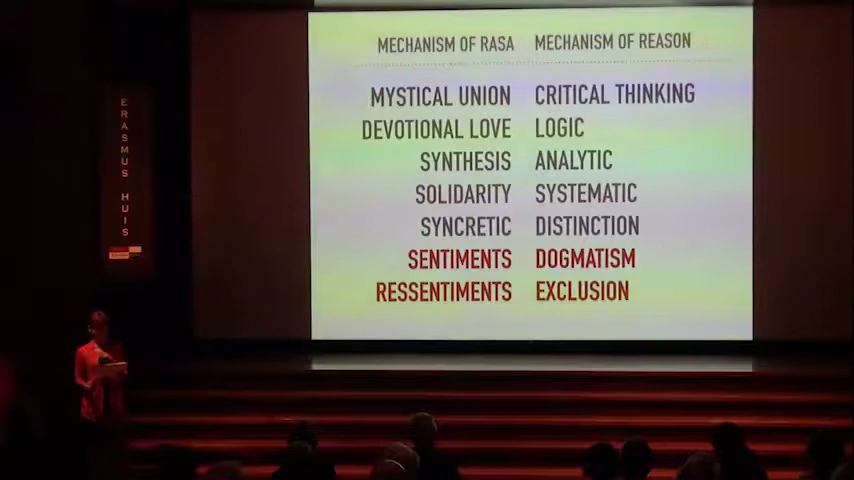 ERASMUS HUIS
MECHANISM OF RASA MECHANISM OF REASON
MYSTICAL UNION CRITICAL THINKING
DEVOTIONAL LOVE LOGIC
SYNTHESIS ANALYTIC
SOLIDARITY SYSTEMATIC
SYNCRETIC DISTINCTION
SENTIMENTS DOGMATISM
RESSENTIMENTS EXCLUSION